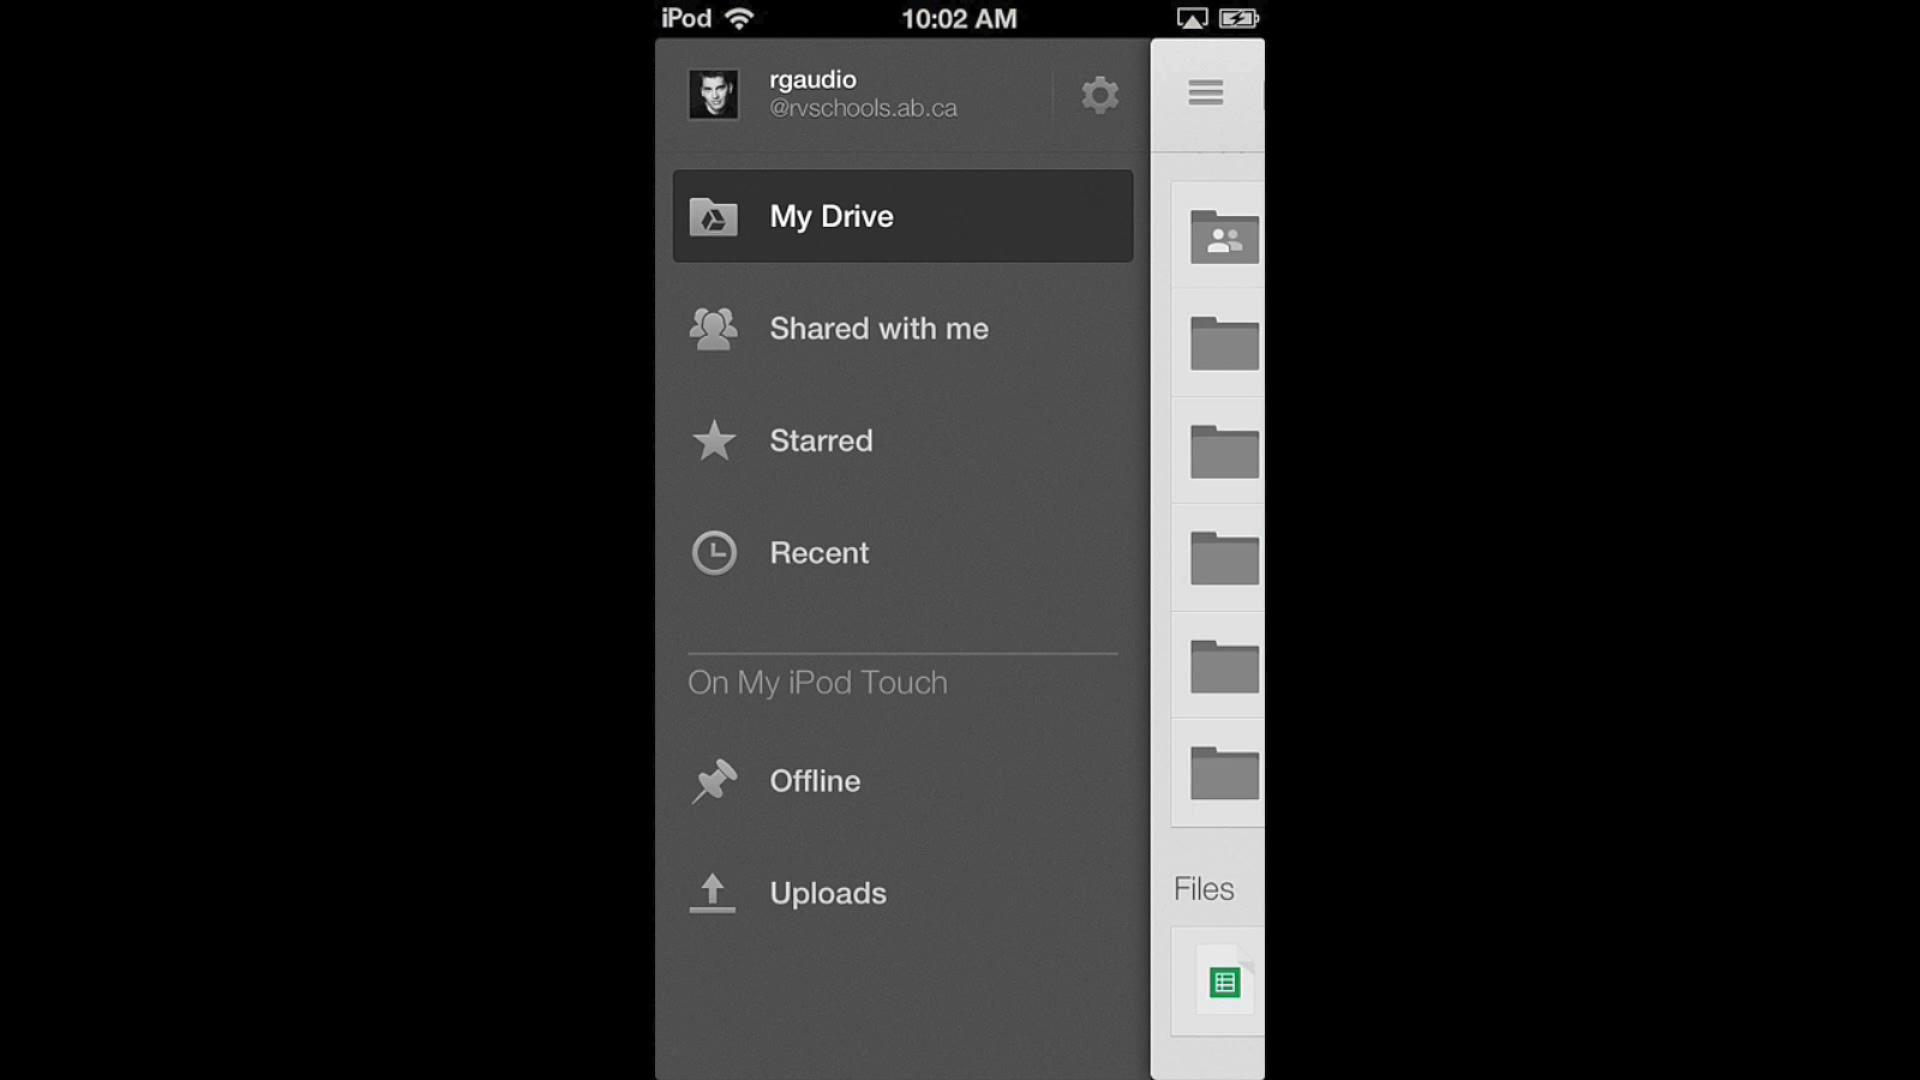 iPod 10:02 AM
rgaudio
@rvschools.ab.ca
My Drive
Shared with me
Starred
Recent
On My iPod Touch
Offline
Uploads
Files